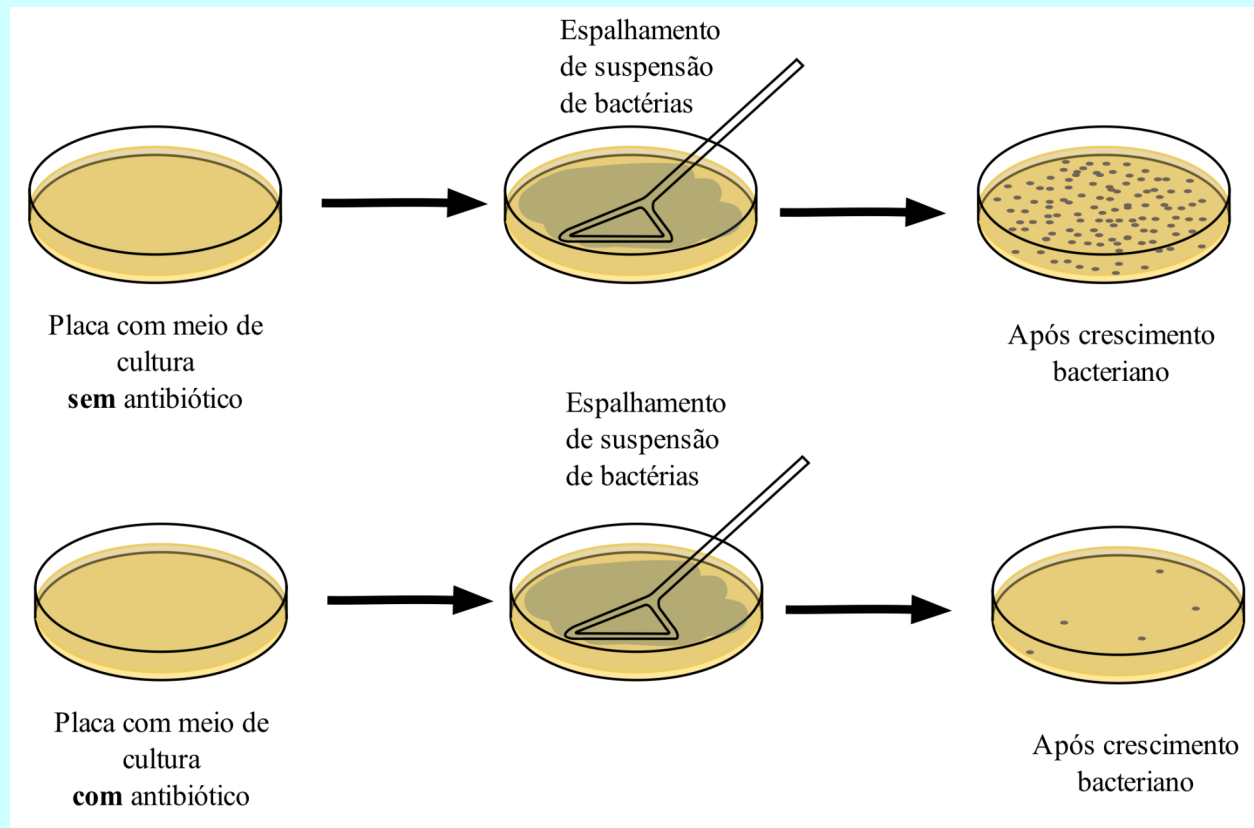 Espalhamento
de suspensão
de bactérias
Placa com meio de
cultura
sem antibiótico
Após crescimento
bacteriano
Espalhamento
de suspensão
de bactérias
Placa com meio de
cultura
com antibiótico
Após crescimento
bacteriano